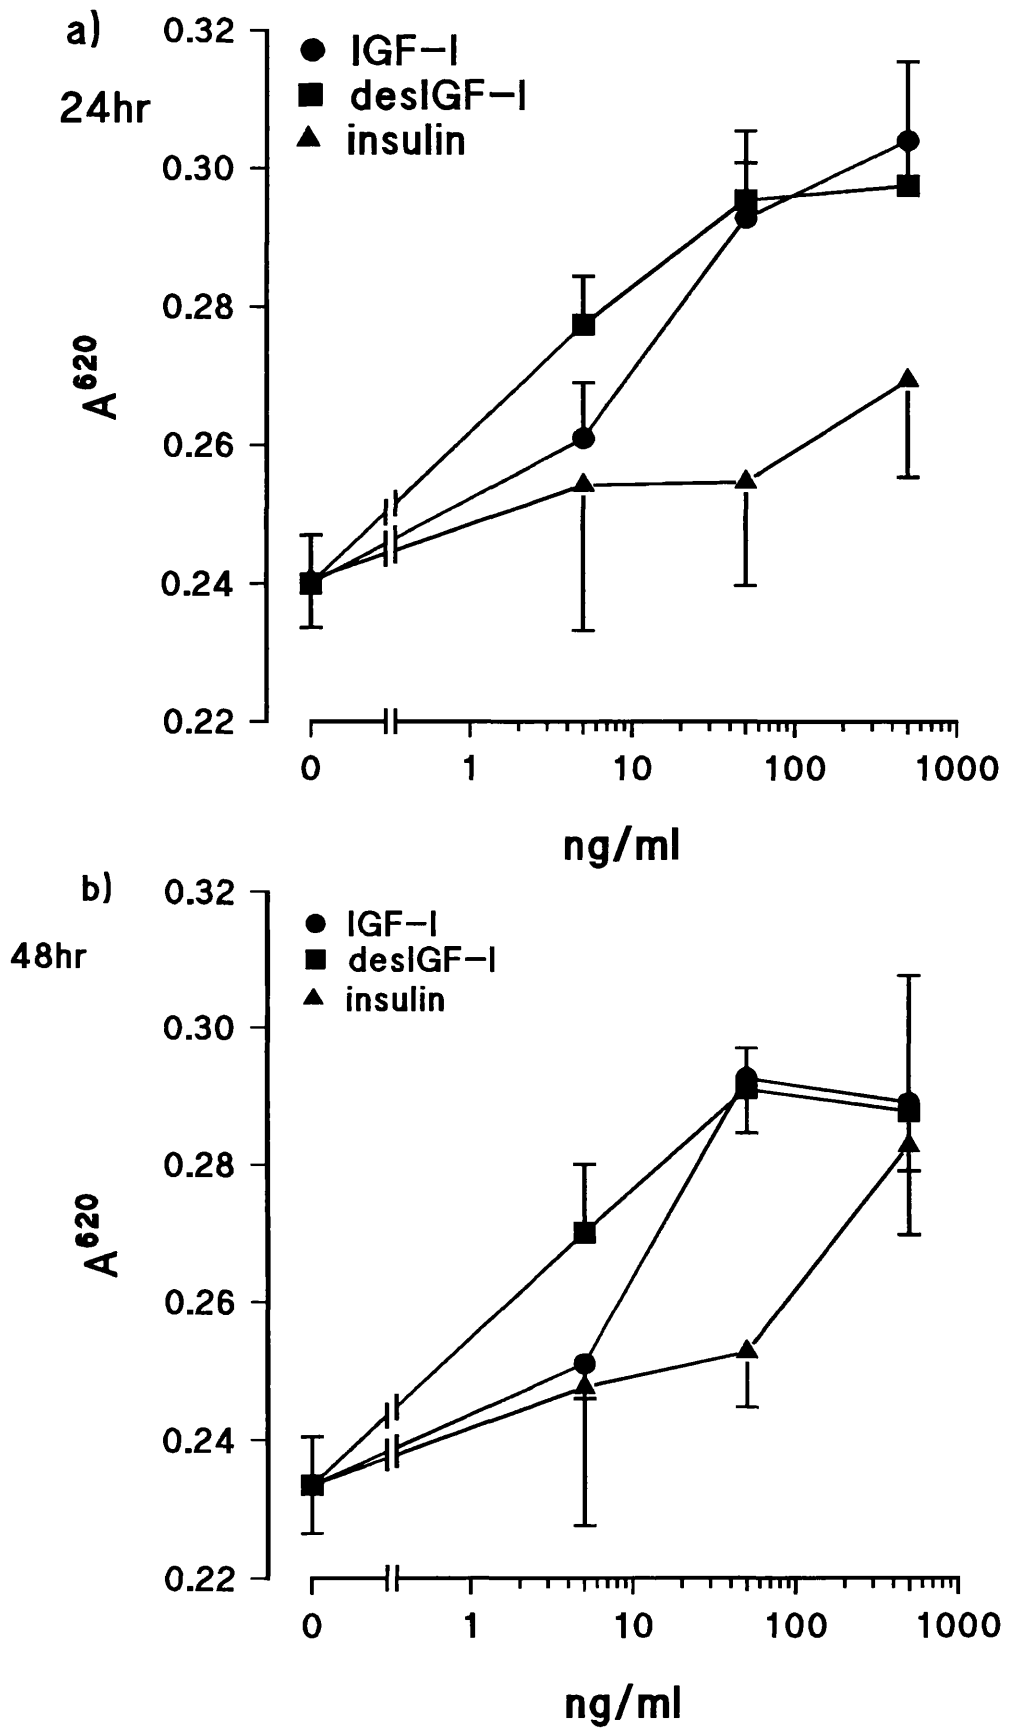 a)
24hr
0.32
0.30
0.28
0.26
0.24
0.22
A⁶²⁰
IGF-I
desIGF-I
insulin
0 1 10 100 1000
ng/ml
b)
48hr
0.32
0.30
0.28
0.26
0.24
0.22
A⁶²⁰
IGF-I
desIGF-I
insulin
0 1 10 100 1000
ng/ml